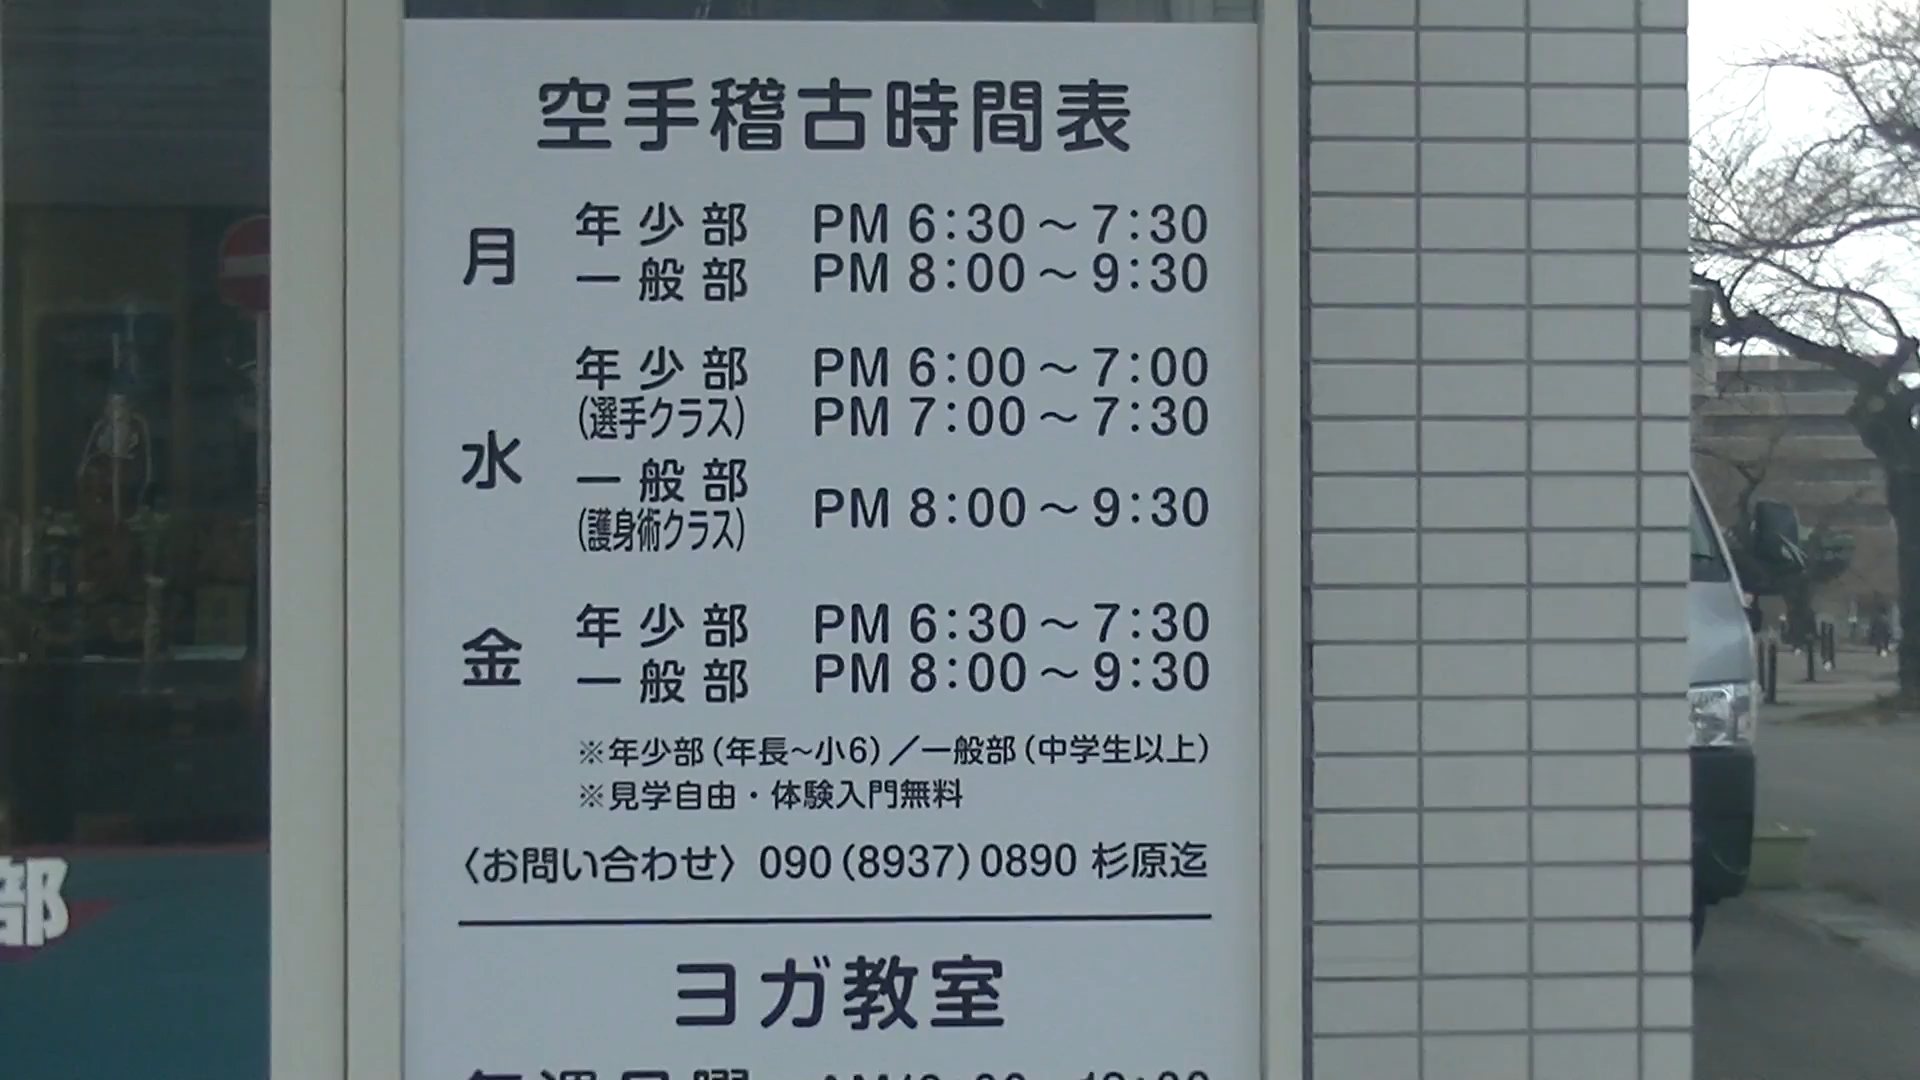 空手稽古時間表
月 年少部 PM 6:30～7:30
一般部 PM 8:00～9:30
水 年少部 PM 6:00～7:00
(選手クラス) PM 7:00～7:30
一般部 PM 8:00～9:30
(護身術クラス)
金 年少部 PM 6:30～7:30
一般部 PM 8:00～9:30
※年少部(年長~小6)／一般部(中学生以上)
※見学自由・体験入門無料
〈お問い合わせ〉090(8937)0890 杉原迄
ヨガ教室
部